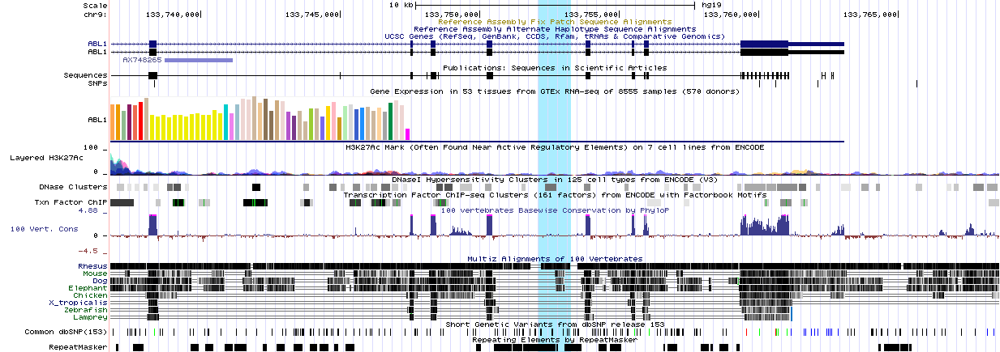 Scale 10 kb hg19
chr9: 133,740,000 133,745,000 133,750,000 133,755,000 133,760,000 133,765,000
Reference Assembly Fix Patch Sequence Alignments
Reference Assembly Alternate Haplotype Sequence Alignments
UCSC Genes (RefSeq, GenBank, CCDS, Rfam, tRNAs & Comparative Genomics)
ABL1
ABL1
AX748265
Publications: Sequences in Scientific Articles
Sequences
SNPs
Gene Expression in 53 tissues from GTEx RNA-seq of 8555 samples (570 donors)
ABL1
H3K27Ac Mark (Often Found Near Active Regulatory Elements) on 7 cell lines from ENCODE
100
Layered H3K27Ac
0
DNaseI Hypersensitivity Clusters in 125 cell types from ENCODE (V3)
DNase Clusters
Transcription Factor ChIP-seq Clusters (161 factors) from ENCODE with Factorbook Motifs
Txn Factor ChIP
100 vertebrates Basewise Conservation by PhyloP
4.88
100 Vert. Cons
0
-4.5
Multiz Alignments of 100 Vertebrates
Rhesus
Mouse
Dog
Elephant
Chicken
X_tropicalis
Zebrafish
Lamprey
Short Genetic Variants from dbSNP release 153
Common dbSNP(153)
Repeating Elements by RepeatMasker
RepeatMasker